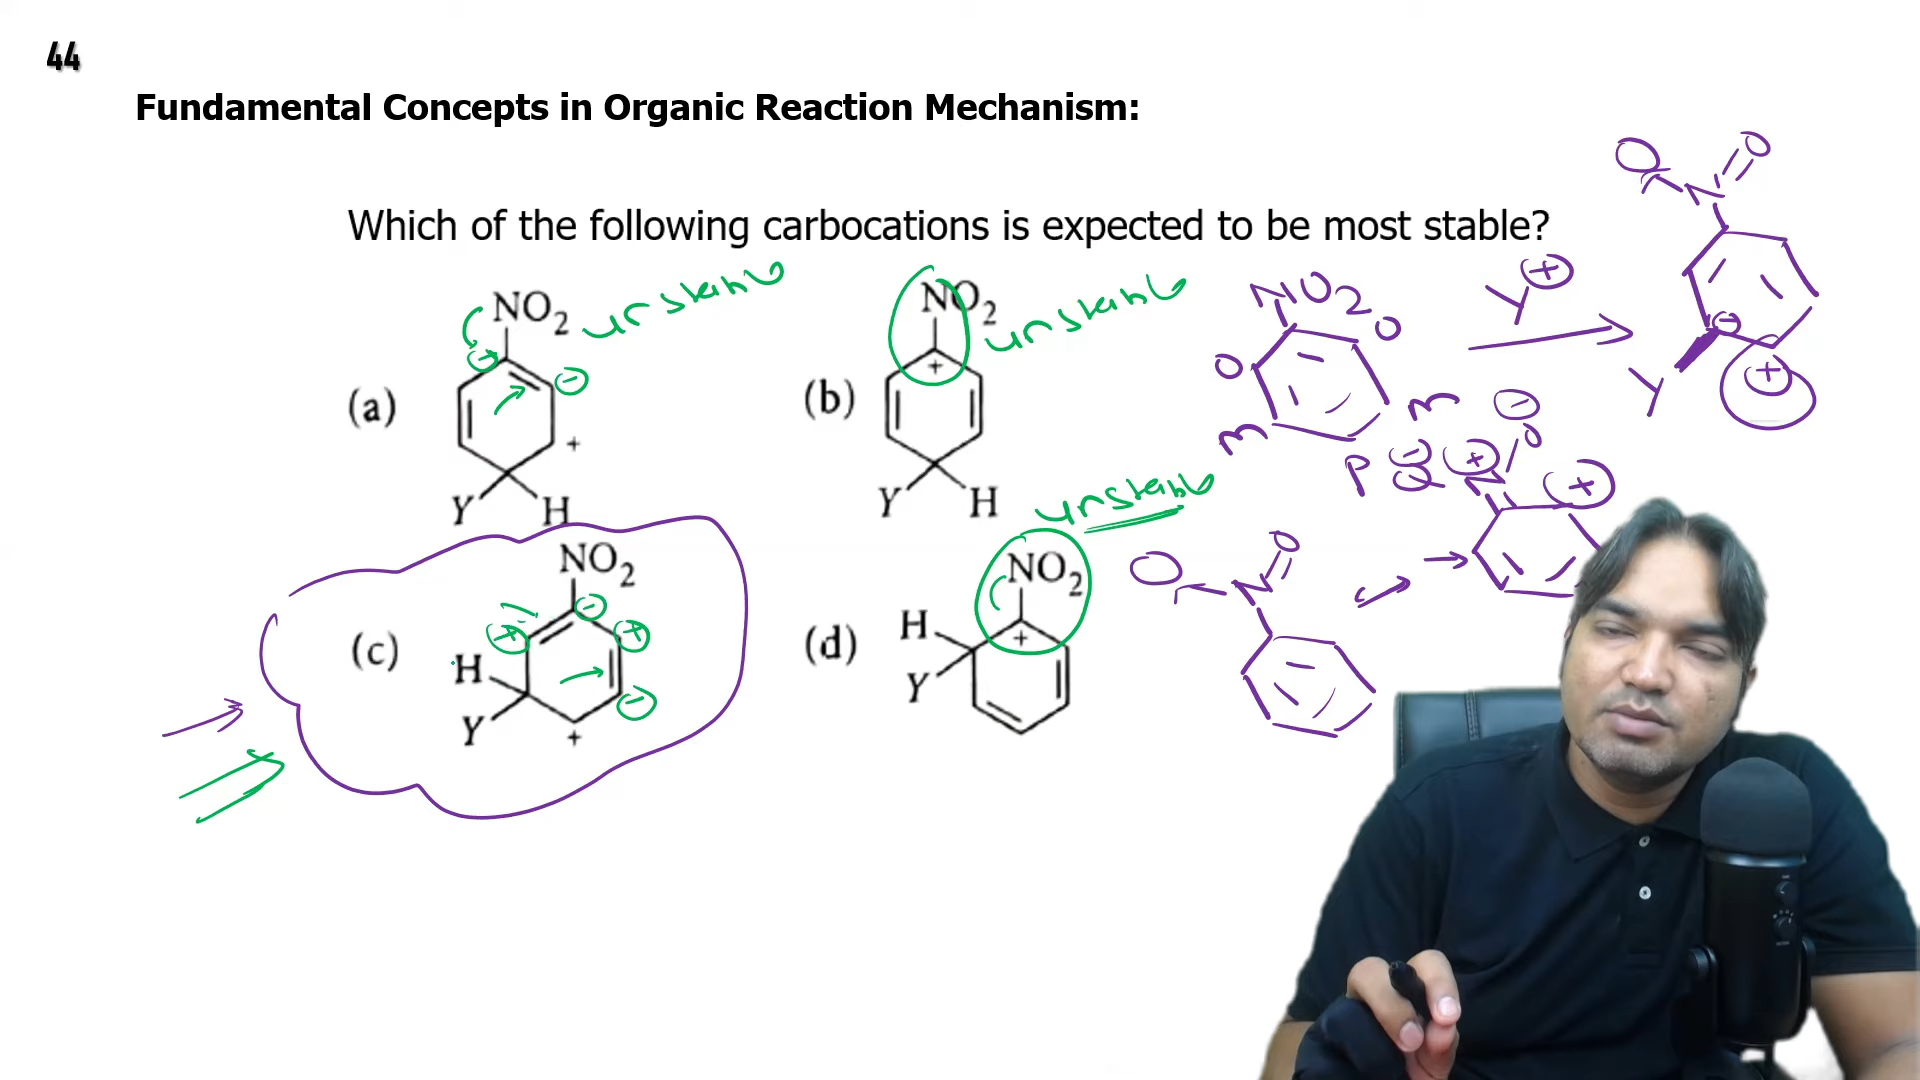 44
Fundamental Concepts in Organic Reaction Mechanism:
Which of the following carbocations is expected to be most stable?
(a)
NO2
+
Y H
unstable
(b)
NO2
+
Y H
unstable
(c)
NO2
H
Y
+
(d)
NO2
H
Y
+
unstable
NO2
O
O
m
m
P
Y+
O
N
O
Y
+
O
N
O
N
+
O
-
+